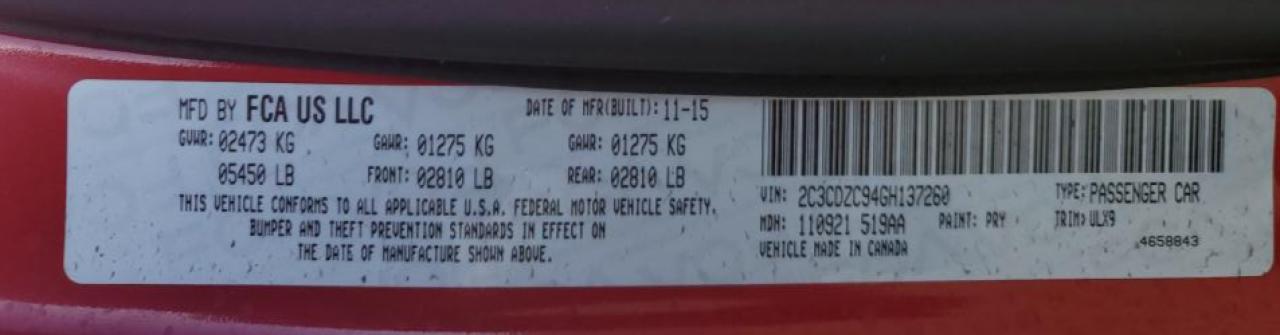 MFD BY FCA US LLC DATE OF MFR(BUILT): 11-15
GVWR: 02473 KG GAWR: 01275 KG GAWR: 01275 KG
05450 LB FRONT: 02810 LB REAR: 02810 LB
THIS VEHICLE CONFORMS TO ALL APPLICABLE U.S.A. FEDERAL MOTOR VEHICLE SAFETY,
BUMPER AND THEFT PREVENTION STANDARDS IN EFFECT ON
THE DATE OF MANUFACTURE SHOWN ABOVE.
VIN: 2C3CDZC94GH137260 TYPE: PASSENGER CAR
MDH: 110921 519AA PAINT: PRY TRIM: ULX9
VEHICLE MADE IN CANADA 4658843